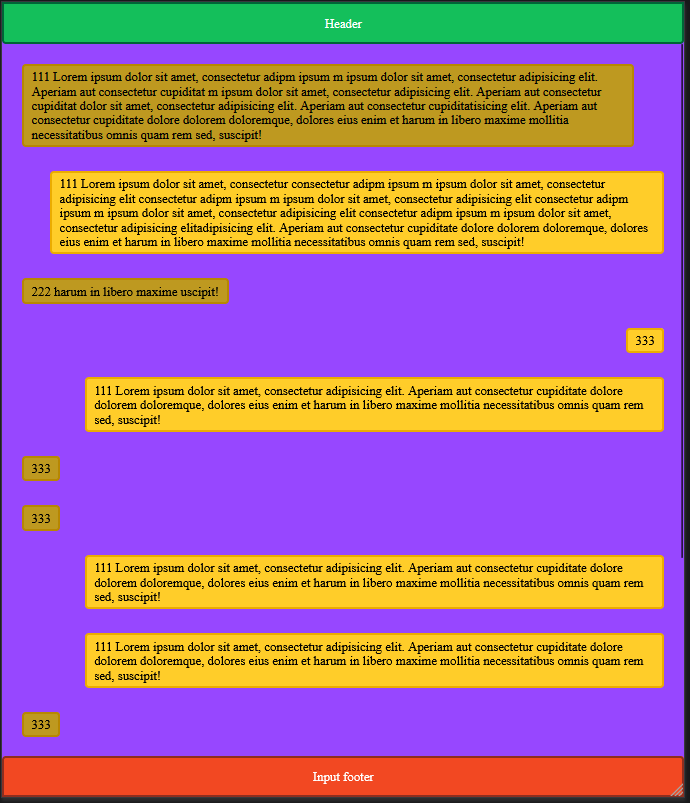 Header
111 Lorem ipsum dolor sit amet, consectetur adipm ipsum m ipsum dolor sit amet, consectetur adipisicing elit.
Aperiam aut consectetur cupiditat m ipsum dolor sit amet, consectetur adipisicing elit. Aperiam aut consectetur
cupiditat dolor sit amet, consectetur adipisicing elit. Aperiam aut consectetur cupiditatisicing elit. Aperiam aut
consectetur cupiditate dolore dolorem doloremque, dolores eius enim et harum in libero maxime mollitia
necessitatibus omnis quam rem sed, suscipit!
111 Lorem ipsum dolor sit amet, consectetur consectetur adipm ipsum m ipsum dolor sit amet, consectetur
adipisicing elit consectetur adipm ipsum m ipsum dolor sit amet, consectetur adipisicing elit consectetur adipm
ipsum m ipsum dolor sit amet, consectetur adipisicing elit consectetur adipm ipsum m ipsum dolor sit amet,
consectetur adipisicing elitadipisicing elit. Aperiam aut consectetur cupiditate dolore dolorem doloremque, dolores
eius enim et harum in libero maxime mollitia necessitatibus omnis quam rem sed, suscipit!
222 harum in libero maxime uscipit!
333
111 Lorem ipsum dolor sit amet, consectetur adipisicing elit. Aperiam aut consectetur cupiditate dolore
dolorem doloremque, dolores eius enim et harum in libero maxime mollitia necessitatibus omnis quam rem
sed, suscipit!
333
333
111 Lorem ipsum dolor sit amet, consectetur adipisicing elit. Aperiam aut consectetur cupiditate dolore
dolorem doloremque, dolores eius enim et harum in libero maxime mollitia necessitatibus omnis quam rem
sed, suscipit!
111 Lorem ipsum dolor sit amet, consectetur adipisicing elit. Aperiam aut consectetur cupiditate dolore
dolorem doloremque, dolores eius enim et harum in libero maxime mollitia necessitatibus omnis quam rem
sed, suscipit!
333
Input footer